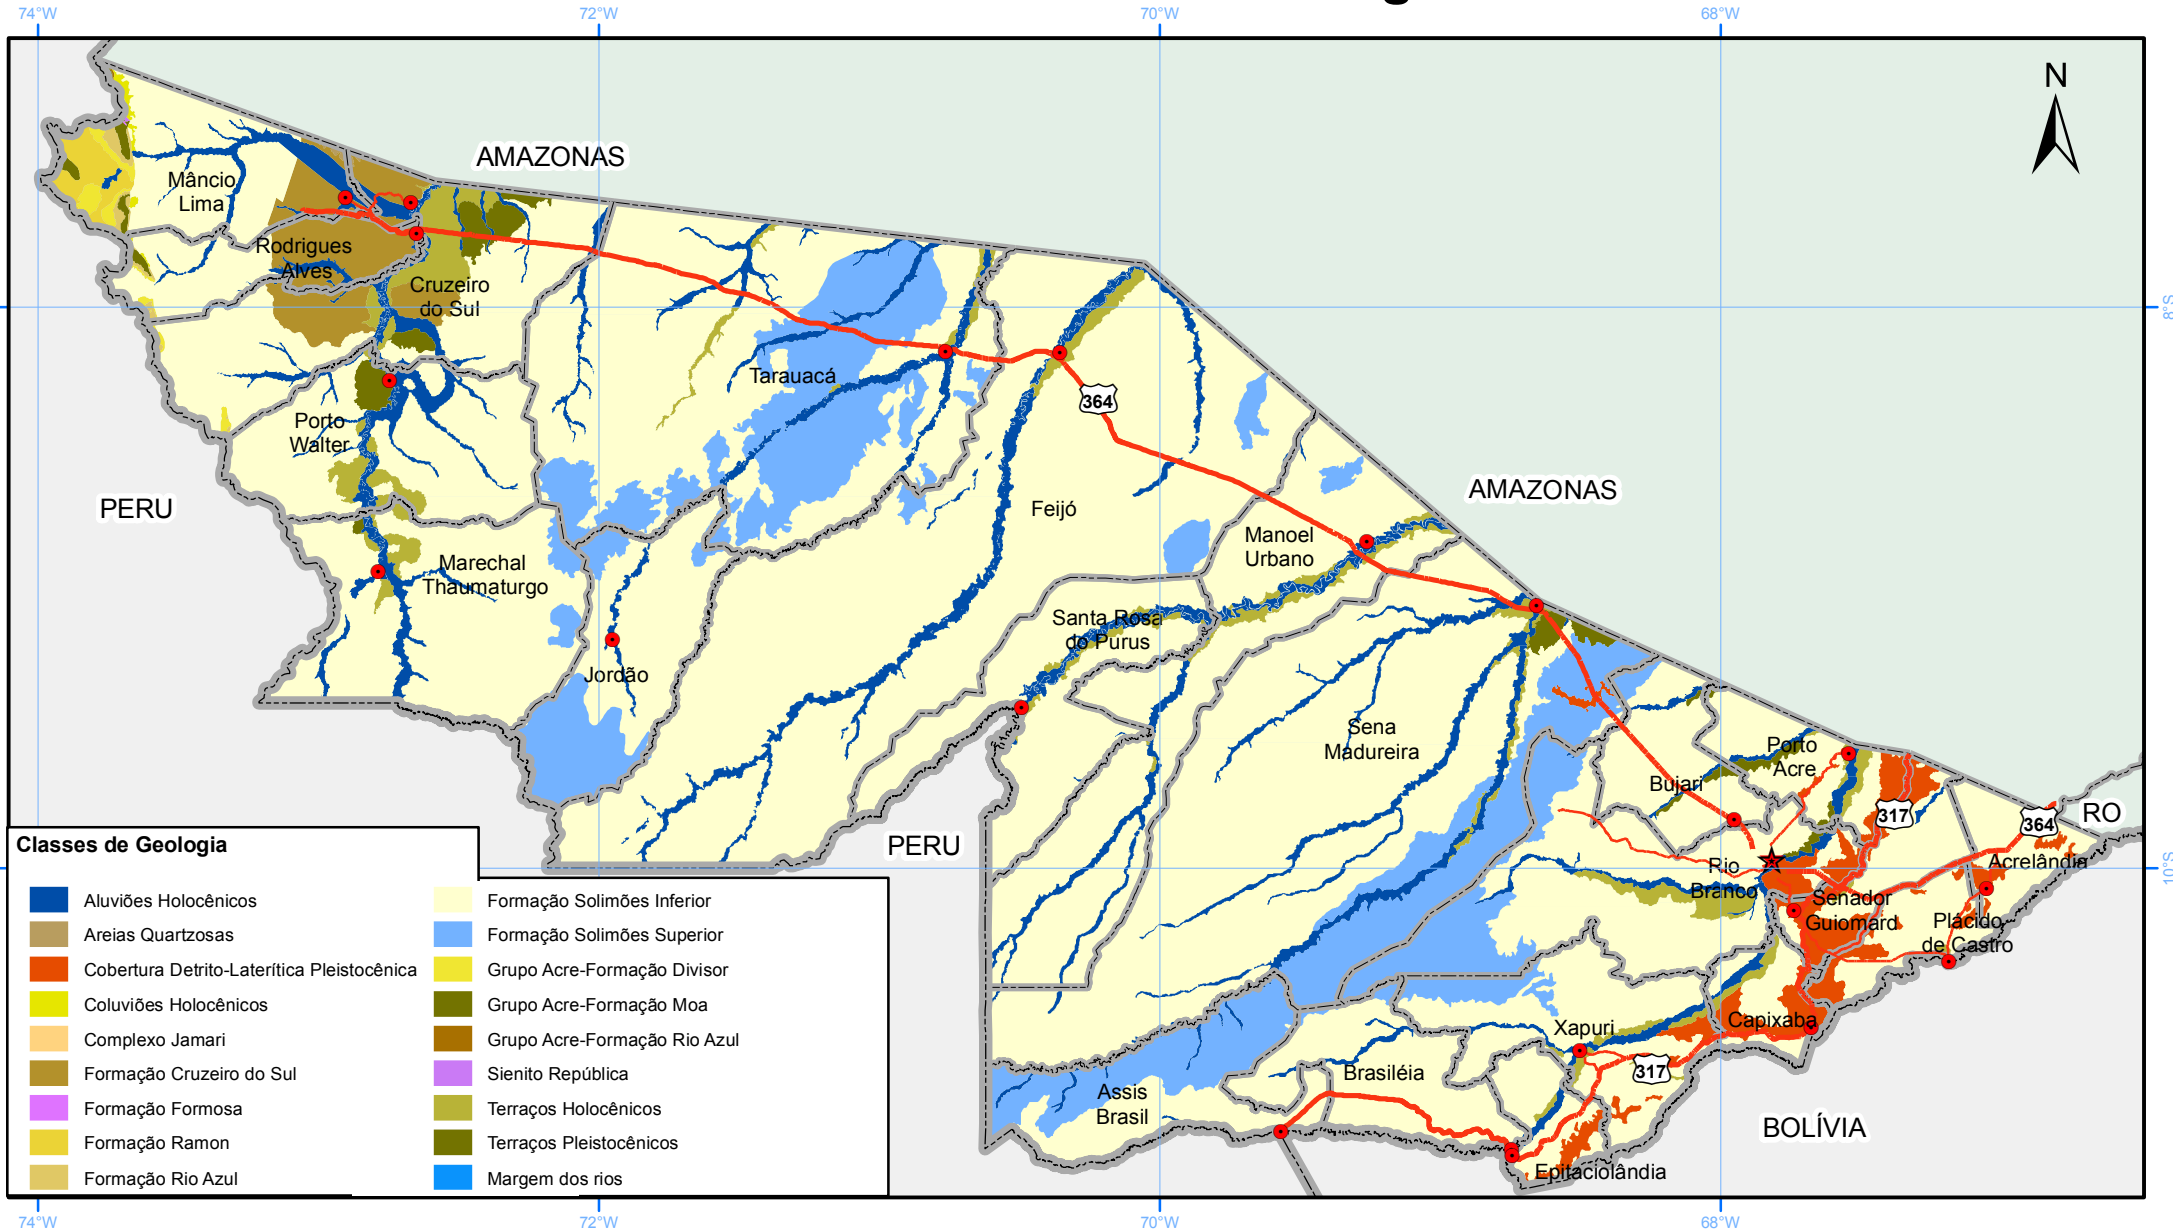 74°W
72°W
70°W
68°W
N
AMAZONAS
Mâncio
Lima
Rodrigues
Alves
Cruzeiro
do Sul
8°S
Tarauacá
364
Porto
Walter
PERU
AMAZONAS
Feijó
Manoel
Urbano
Marechal
Thaumaturgo
Santa Rosa
do Purus
Jordão
Sena
Madureira
Porto
Acre
Bujari
317
364
RO
PERU
Rio
Branco
Acrelândia
10°S
Senador
Guiomard
Plácido
de Castro
Xapuri
Capixaba
317
Brasiléia
Assis
Brasil
BOLÍVIA
Epitaciolândia
Classes de Geologia
Aluviões Holocênicos
Areias Quartzosas
Cobertura Detrito-Laterítica Pleistocênica
Coluviões Holocênicos
Complexo Jamari
Formação Cruzeiro do Sul
Formação Formosa
Formação Ramon
Formação Rio Azul
Formação Solimões Inferior
Formação Solimões Superior
Grupo Acre-Formação Divisor
Grupo Acre-Formação Moa
Grupo Acre-Formação Rio Azul
Sienito República
Terraços Holocênicos
Terraços Pleistocênicos
Margem dos rios
74°W
72°W
70°W
68°W